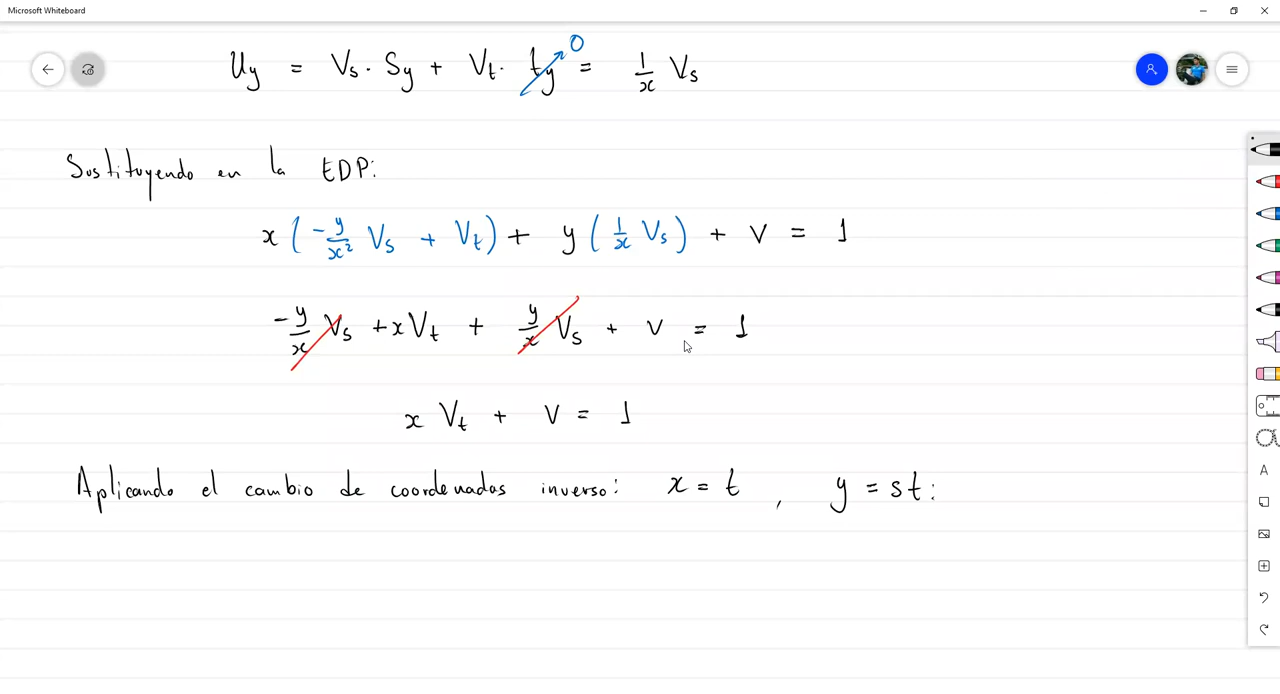 Microsoft Whiteboard
Uy = Vs · Sy + Vt · ty 0 = 1/x Vs
Sustituyendo en la EDP:
x ( -y/x² Vs + Vt ) + y ( 1/x Vs ) + V = 1
-y/x Vs + x Vt + y/x Vs + V = 1
x Vt + V = 1
Aplicando el cambio de coordenadas inverso: x = t , y = st:
A